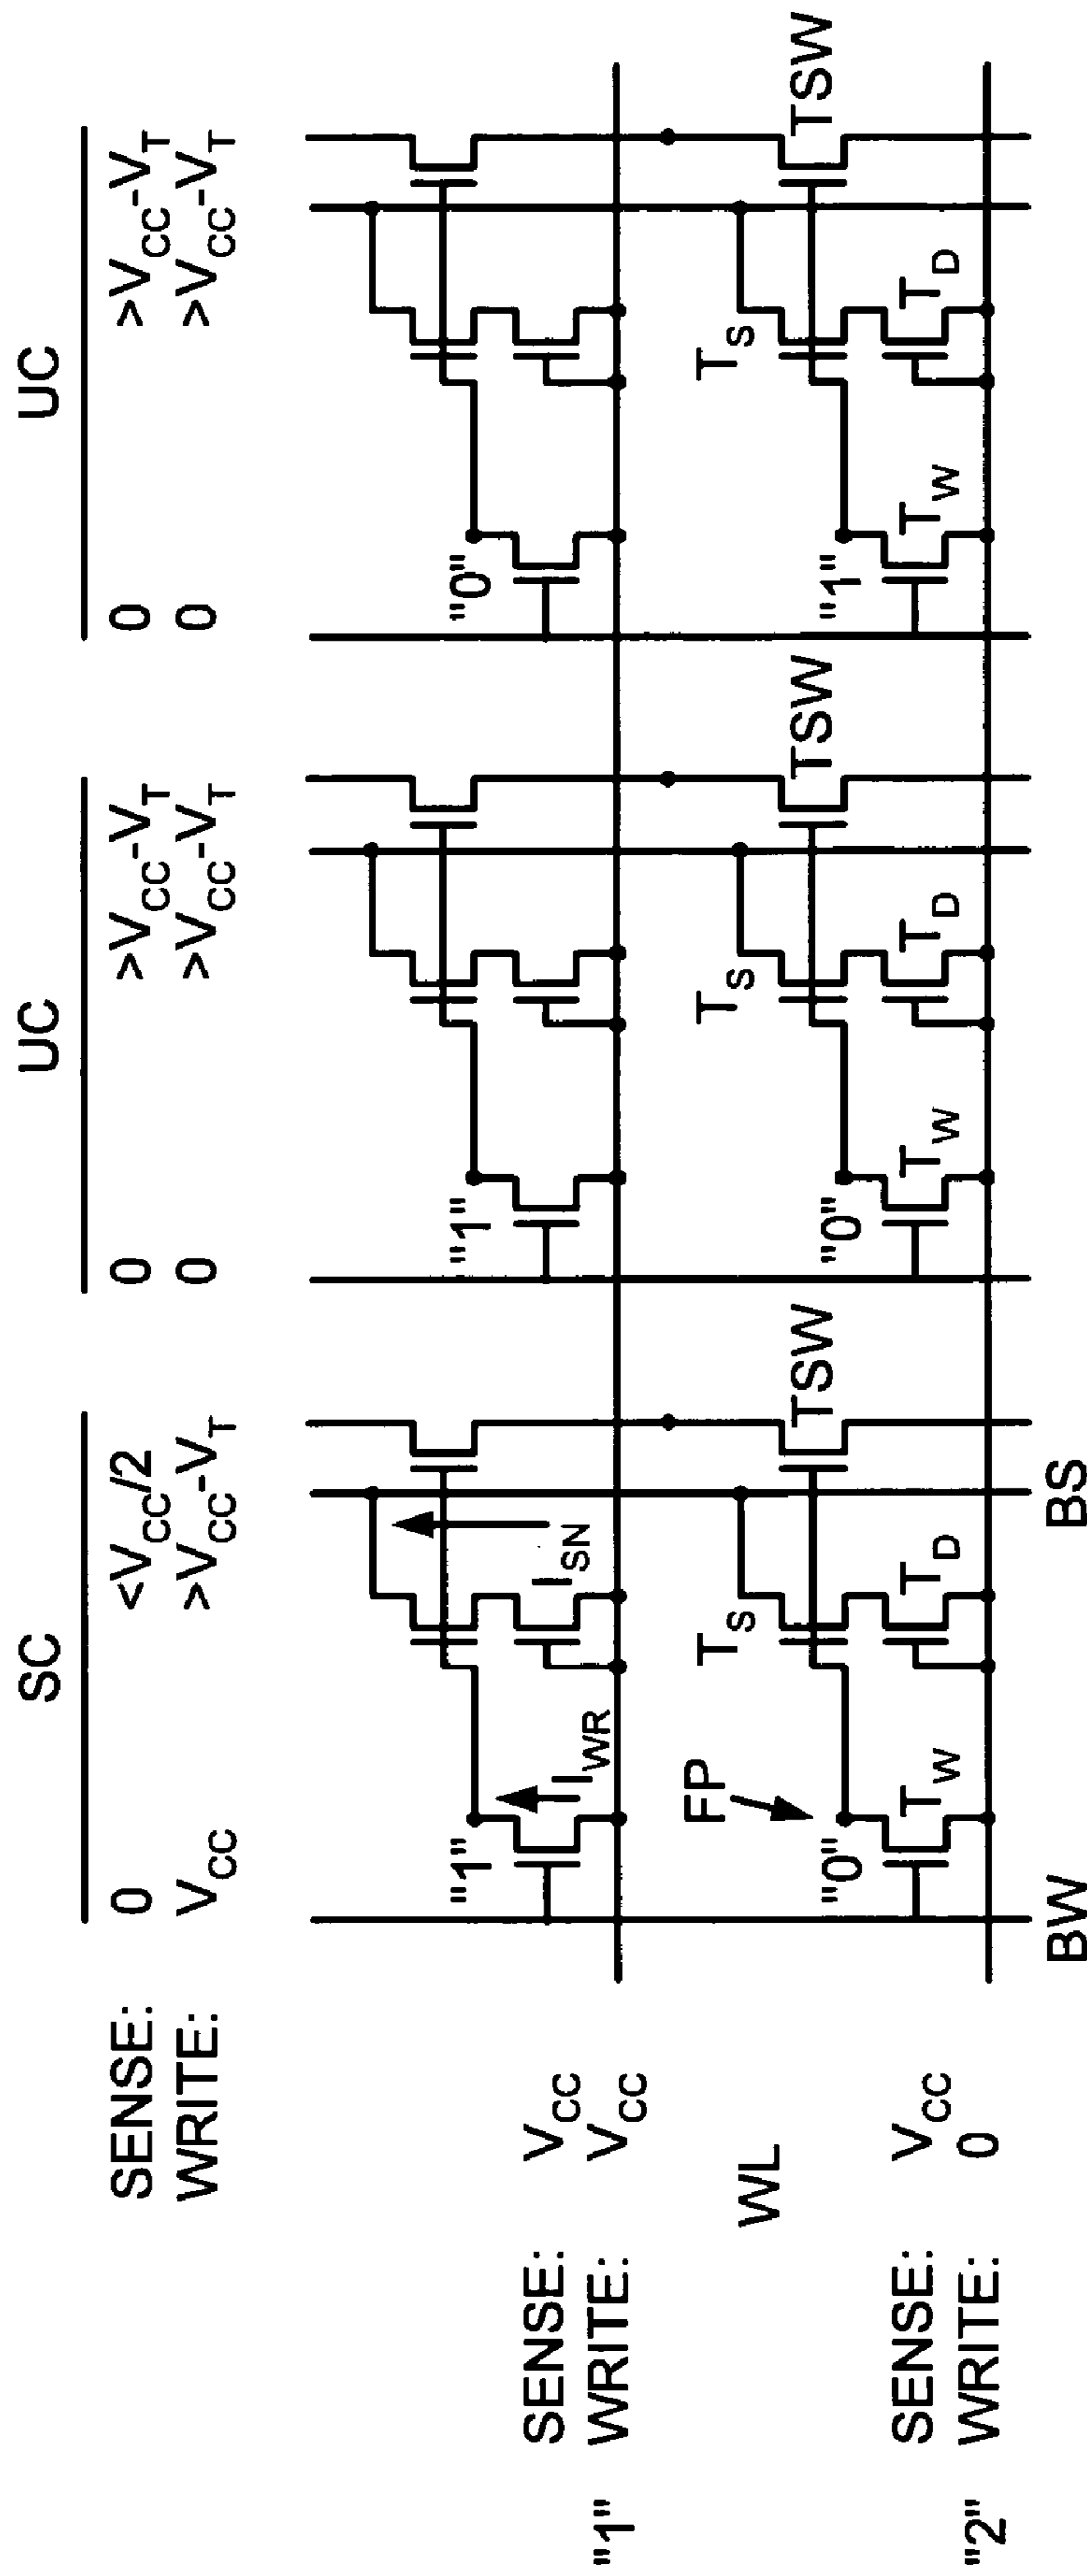 SC UC UC
SENSE: 0 <VCC/2 0 >VCC-VT 0 >VCC-VT
WRITE: VCC >VCC-VT 0 >VCC-VT 0 >VCC-VT
"1" "1" "0"
IWR ISN
SENSE: VCC
"1" WRITE: VCC
WL
FP TS TS TS
TSW TSW TSW
"0" "0" "1"
TW TD TW TD TW TD
SENSE: VCC
"2" WRITE: 0
BW BS